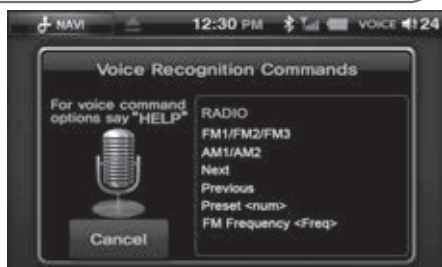 NAVI 12:30 PM VOICE 24
Voice Recognition Commands
For voice command
options say "HELP"
Cancel
RADIO
FM1/FM2/FM3
AM1/AM2
Next
Previous
Preset <num>
FM Frequency <Freq>